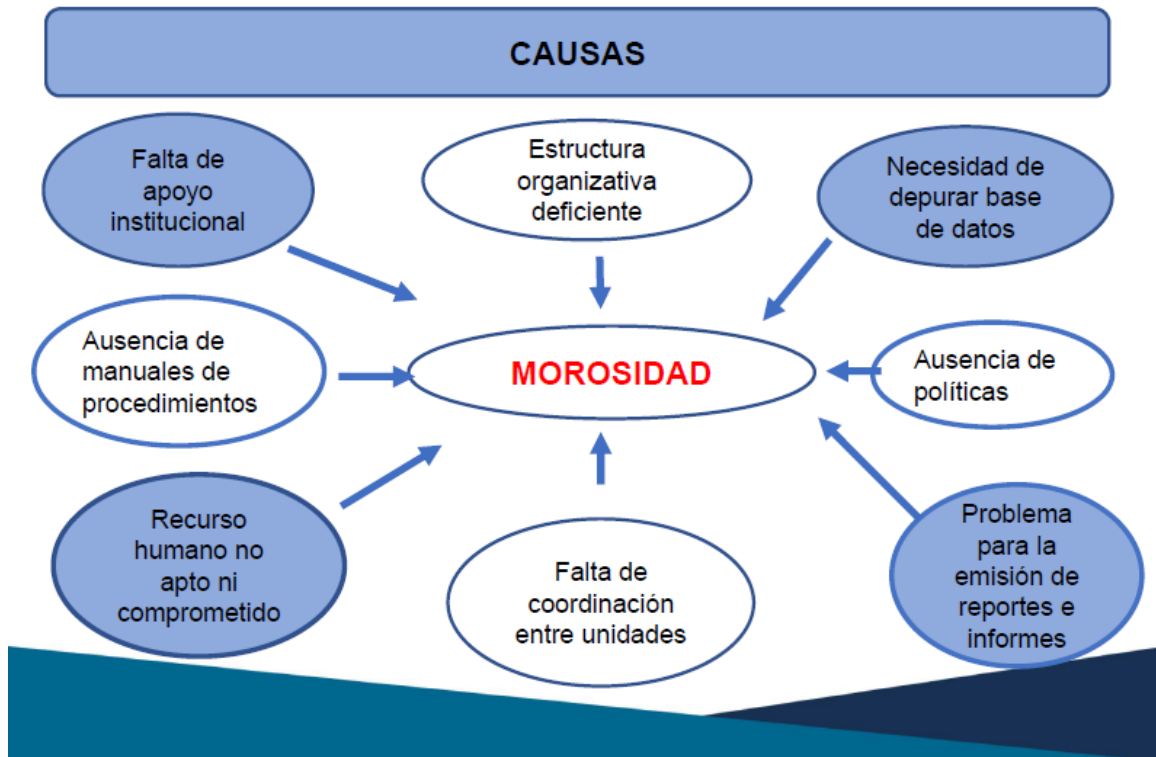 CAUSAS
Falta de
apoyo
institucional
Estructura
organizativa
deficiente
Necesidad de
depurar base
de datos
Ausencia de
manuales de
procedimientos
MOROSIDAD
Ausencia de
políticas
Recurso
humano no
apto ni
comprometido
Falta de
coordinación
entre unidades
Problema
para la
emisión de
reportes e
informes